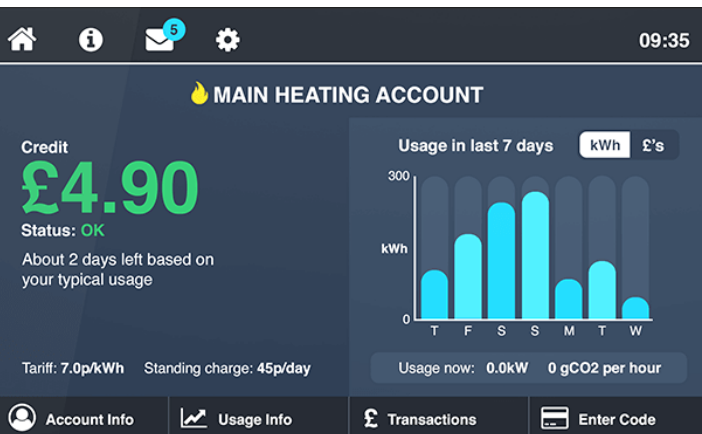 5
09:35
MAIN HEATING ACCOUNT
Credit
£4.90
Status: OK
About 2 days left based on
your typical usage
Tariff: 7.0p/kWh Standing charge: 45p/day
Usage in last 7 days kWh £'s
300
kWh
0
T F S S M T W
Usage now: 0.0kW 0 gCO2 per hour
Account Info Usage Info £ Transactions Enter Code